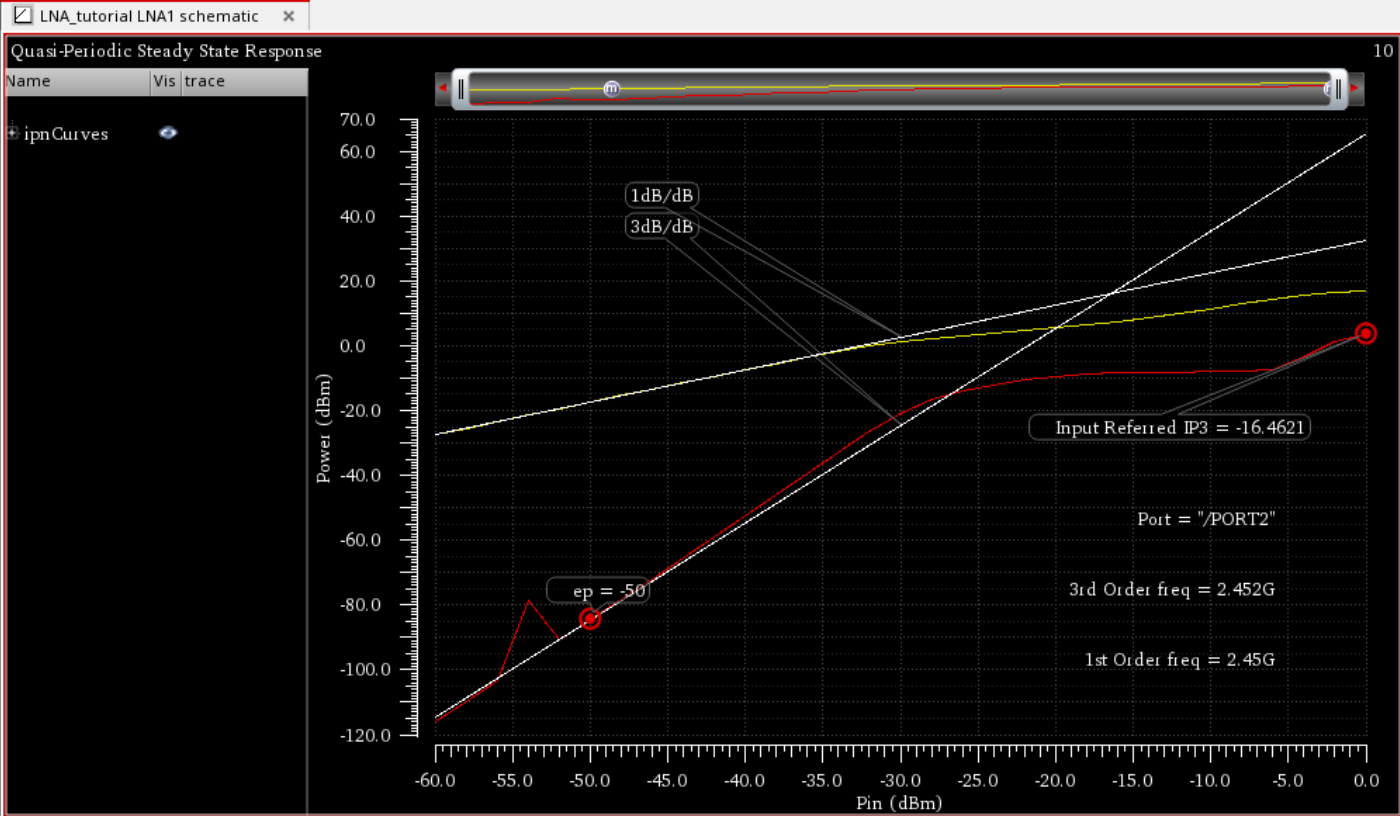 LNA_tutorial LNA1 schematic
Quasi-Periodic Steady State Response
10
Name Vis trace
ipnCurves
m
70.0
60.0
40.0
20.0
0.0
-20.0
-40.0
-60.0
-80.0
-100.0
-120.0
Power (dBm)
1dB/dB
3dB/dB
Input Referred IP3 = -16.4621
Port = "/PORT2"
ep = -50
3rd Order freq = 2.452G
1st Order freq = 2.45G
-60.0 -55.0 -50.0 -45.0 -40.0 -35.0 -30.0 -25.0 -20.0 -15.0 -10.0 -5.0 0.0
Pin (dBm)